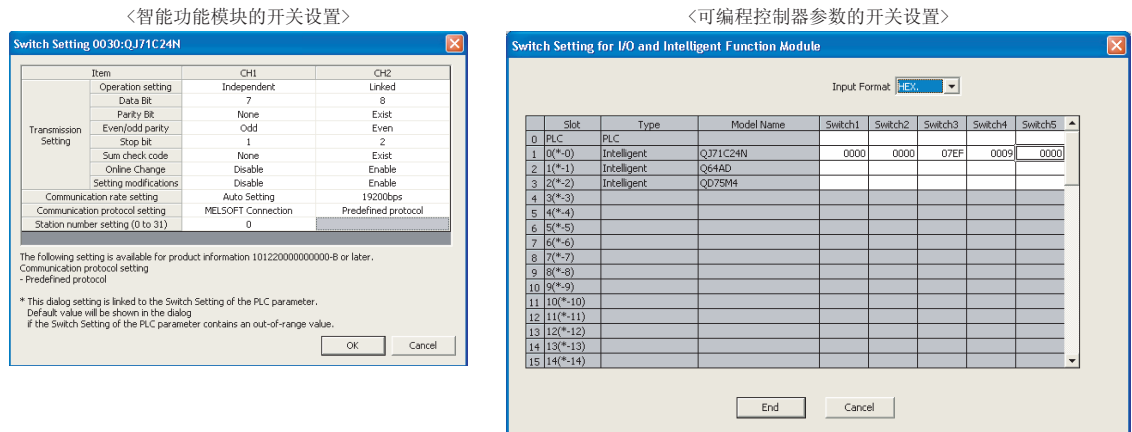 <智能功能模块的开关设置>
Switch Setting 0030:QJ71C24N
Item CH1 CH2
Transmission Setting
Operation setting Independent Linked
Data Bit 7 8
Parity Bit None Exist
Even/odd parity Odd Even
Stop bit 1 2
Sum check code None Exist
Online Change Disable Enable
Setting modifications Disable Enable
Communication rate setting Auto Setting 19200bps
Communication protocol setting MELSOFT Connection Predefined protocol
Station number setting (0 to 31) 0
The following setting is available for product information 101220000000000-B or later.
Communication protocol setting
- Predefined protocol
* This dialog setting is linked to the Switch Setting of the PLC parameter.
Default value will be shown in the dialog
if the Switch Setting of the PLC parameter contains an out-of-range value.
OK Cancel
<可编程控制器参数的开关设置>
Switch Setting for I/O and Intelligent Function Module
Input Format HEX.
Slot Type Model Name Switch1 Switch2 Switch3 Switch4 Switch5
0 PLC PLC
1 0(*-0) Intelligent QJ71C24N 0000 0000 07EF 0009 0000
2 1(*-1) Intelligent Q64AD
3 2(*-2) Intelligent QD75M4
4 3(*-3)
5 4(*-4)
6 5(*-5)
7 6(*-6)
8 7(*-7)
9 8(*-8)
10 9(*-9)
11 10(*-10)
12 11(*-11)
13 12(*-12)
14 13(*-13)
15 14(*-14)
End Cancel